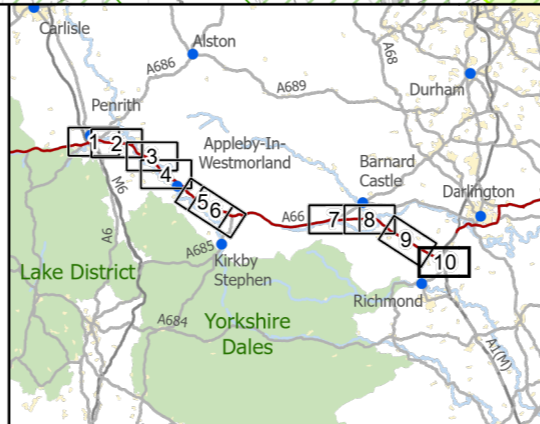 Carlisle
Alston
A68
A686
A689
Durham
Penrith
1
2
3
4
5
6
Appleby-In-
Westmorland
Barnard
Castle
Darlington
M6
A66
7
8
9
10
A6
A685
Kirkby
Stephen
Lake District
Richmond
A684
Yorkshire
Dales
A1(M)